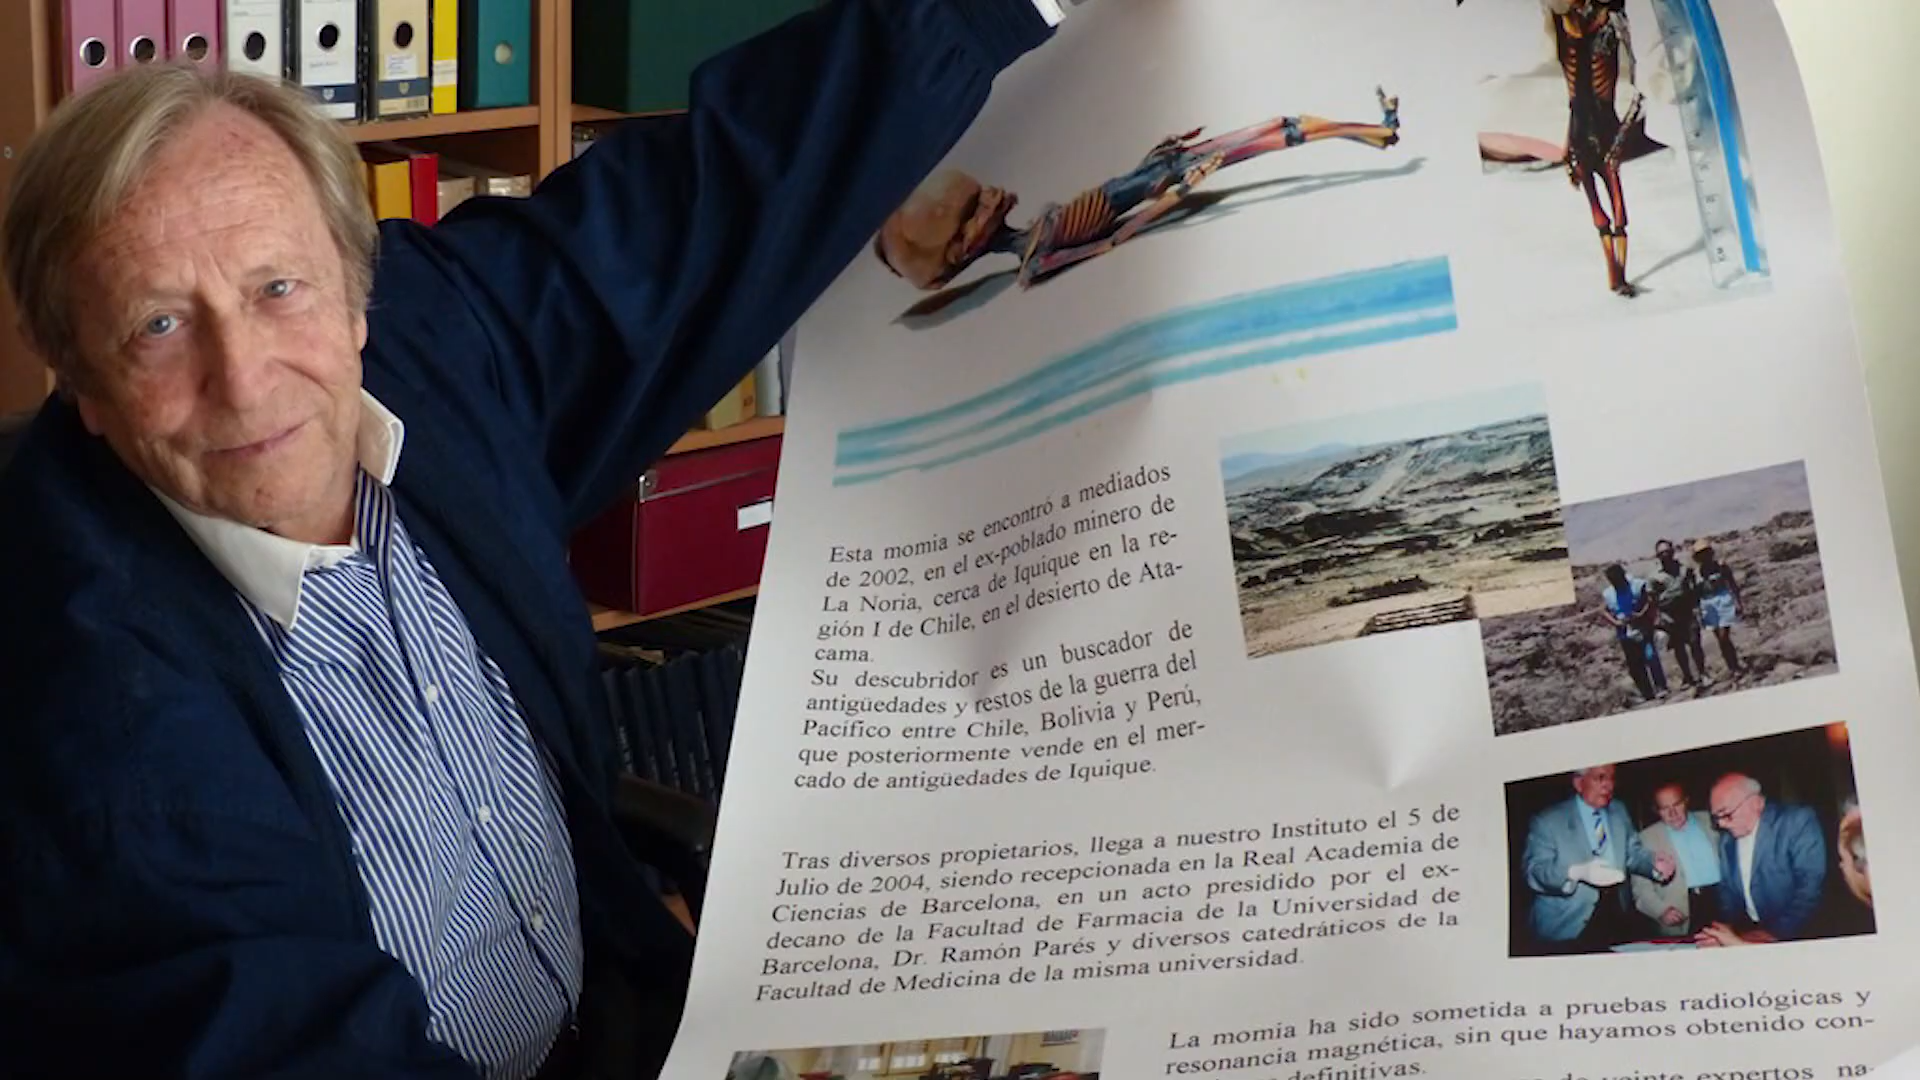 Esta momia se encontró a mediados
de 2002, en el ex-poblado minero de
La Noria, cerca de Iquique en la re-
gión I de Chile, en el desierto de Ata-
cama.
Su descubridor es un buscador de
antigüedades y restos de la guerra del
Pacífico entre Chile, Bolivia y Perú,
que posteriormente vende en el mer-
cado de antigüedades de Iquique.
Tras diversos propietarios, llega a nuestro Instituto el 5 de
Julio de 2004, siendo recepcionada en la Real Academia de
Ciencias de Barcelona, en un acto presidido por el ex-
decano de la Facultad de Farmacia de la Universidad de
Barcelona, Dr. Ramón Parés y diversos catedráticos de la
Facultad de Medicina de la misma universidad.
La momia ha sido sometida a pruebas radiológicas y
resonancia magnética, sin que hayamos obtenido con-
definitivas.
de veinte expertos na-